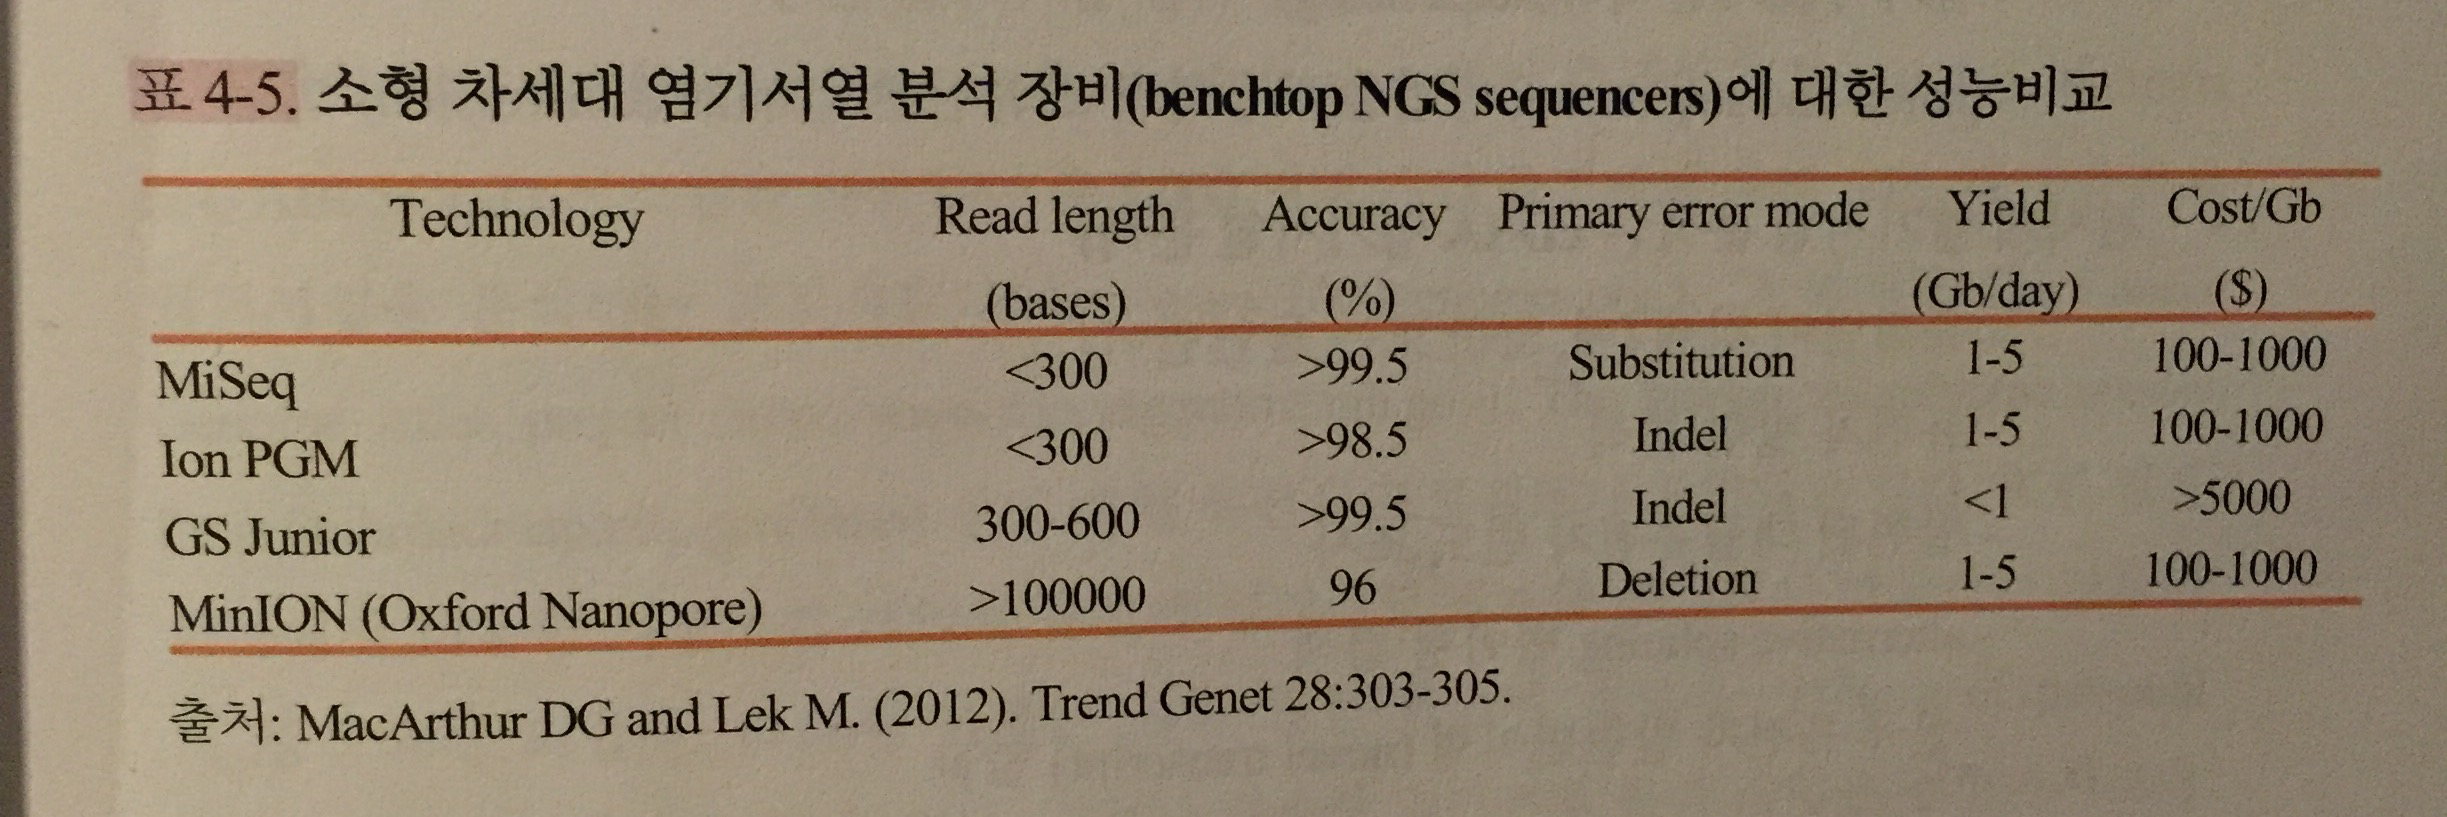 표 4-5. 소형 차세대 염기서열 분석 장비(benchtop NGS sequencers)에 대한 성능비교
Technology Read length Accuracy Primary error mode Yield Cost/Gb
(bases) (%) (Gb/day) ($)
MiSeq <300 >99.5 Substitution 1-5 100-1000
Ion PGM <300 >98.5 Indel 1-5 100-1000
GS Junior 300-600 >99.5 Indel <1 >5000
MinION (Oxford Nanopore) >100000 96 Deletion 1-5 100-1000
출처: MacArthur DG and Lek M. (2012). Trend Genet 28:303-305.